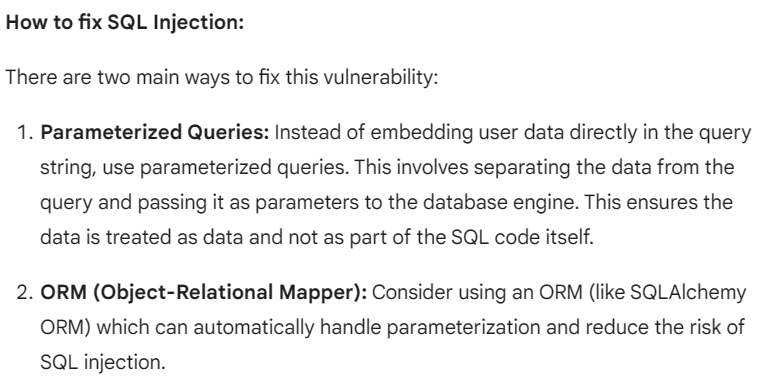 How to fix SQL Injection:
There are two main ways to fix this vulnerability:
1. Parameterized Queries: Instead of embedding user data directly in the query
string, use parameterized queries. This involves separating the data from the
query and passing it as parameters to the database engine. This ensures the
data is treated as data and not as part of the SQL code itself.
2. ORM (Object-Relational Mapper): Consider using an ORM (like SQLAlchemy
ORM) which can automatically handle parameterization and reduce the risk of
SQL injection.